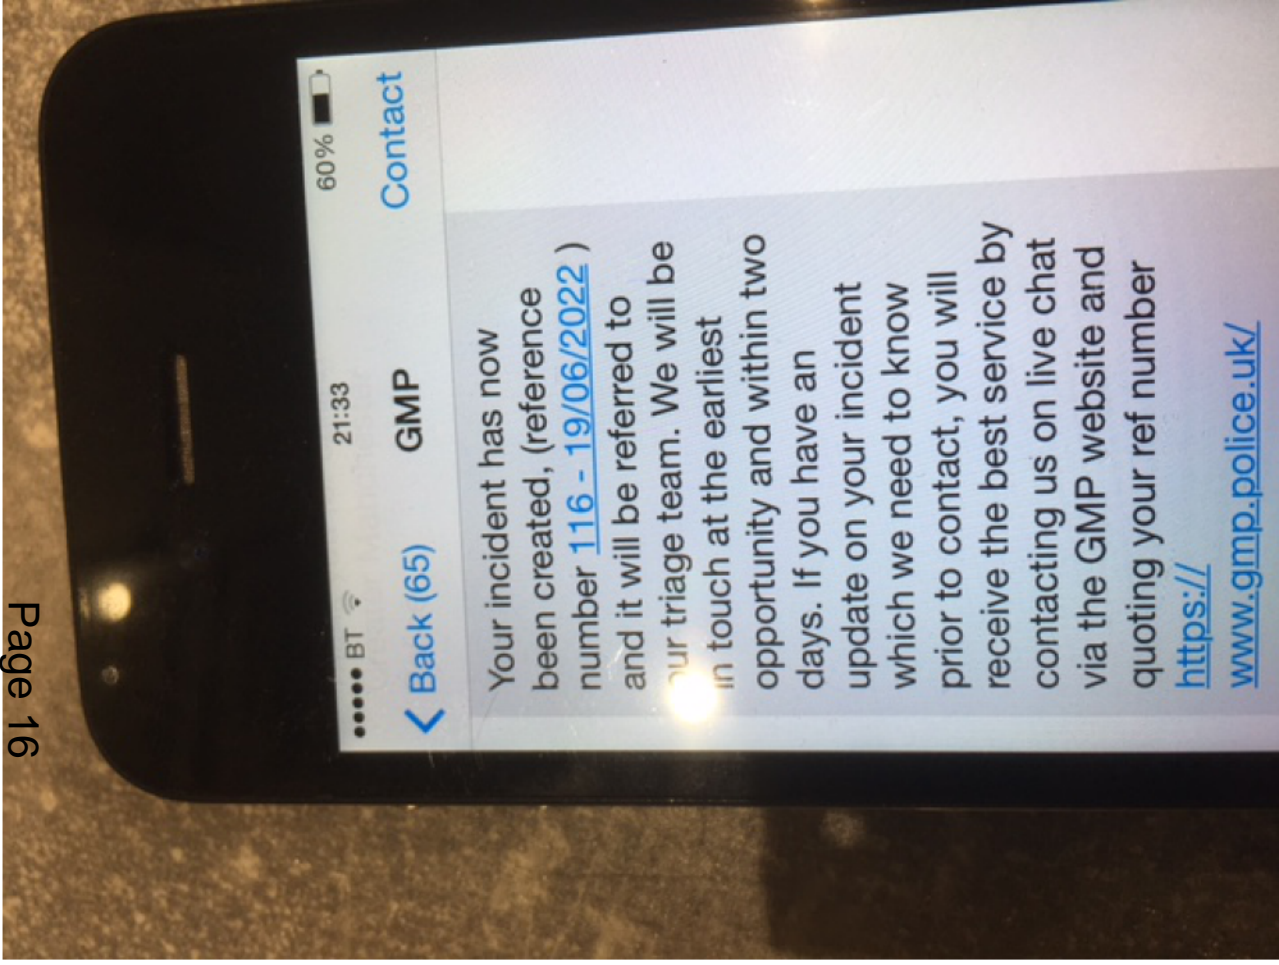 BT 21:33 60%
Back (65) GMP Contact
Your incident has now
been created, (reference
number 116 - 19/06/2022 )
and it will be referred to
our triage team. We will be
in touch at the earliest
opportunity and within two
days. If you have an
update on your incident
which we need to know
prior to contact, you will
receive the best service by
contacting us on live chat
via the GMP website and
quoting your ref number
https://
www.gmp.police.uk/
Page 16